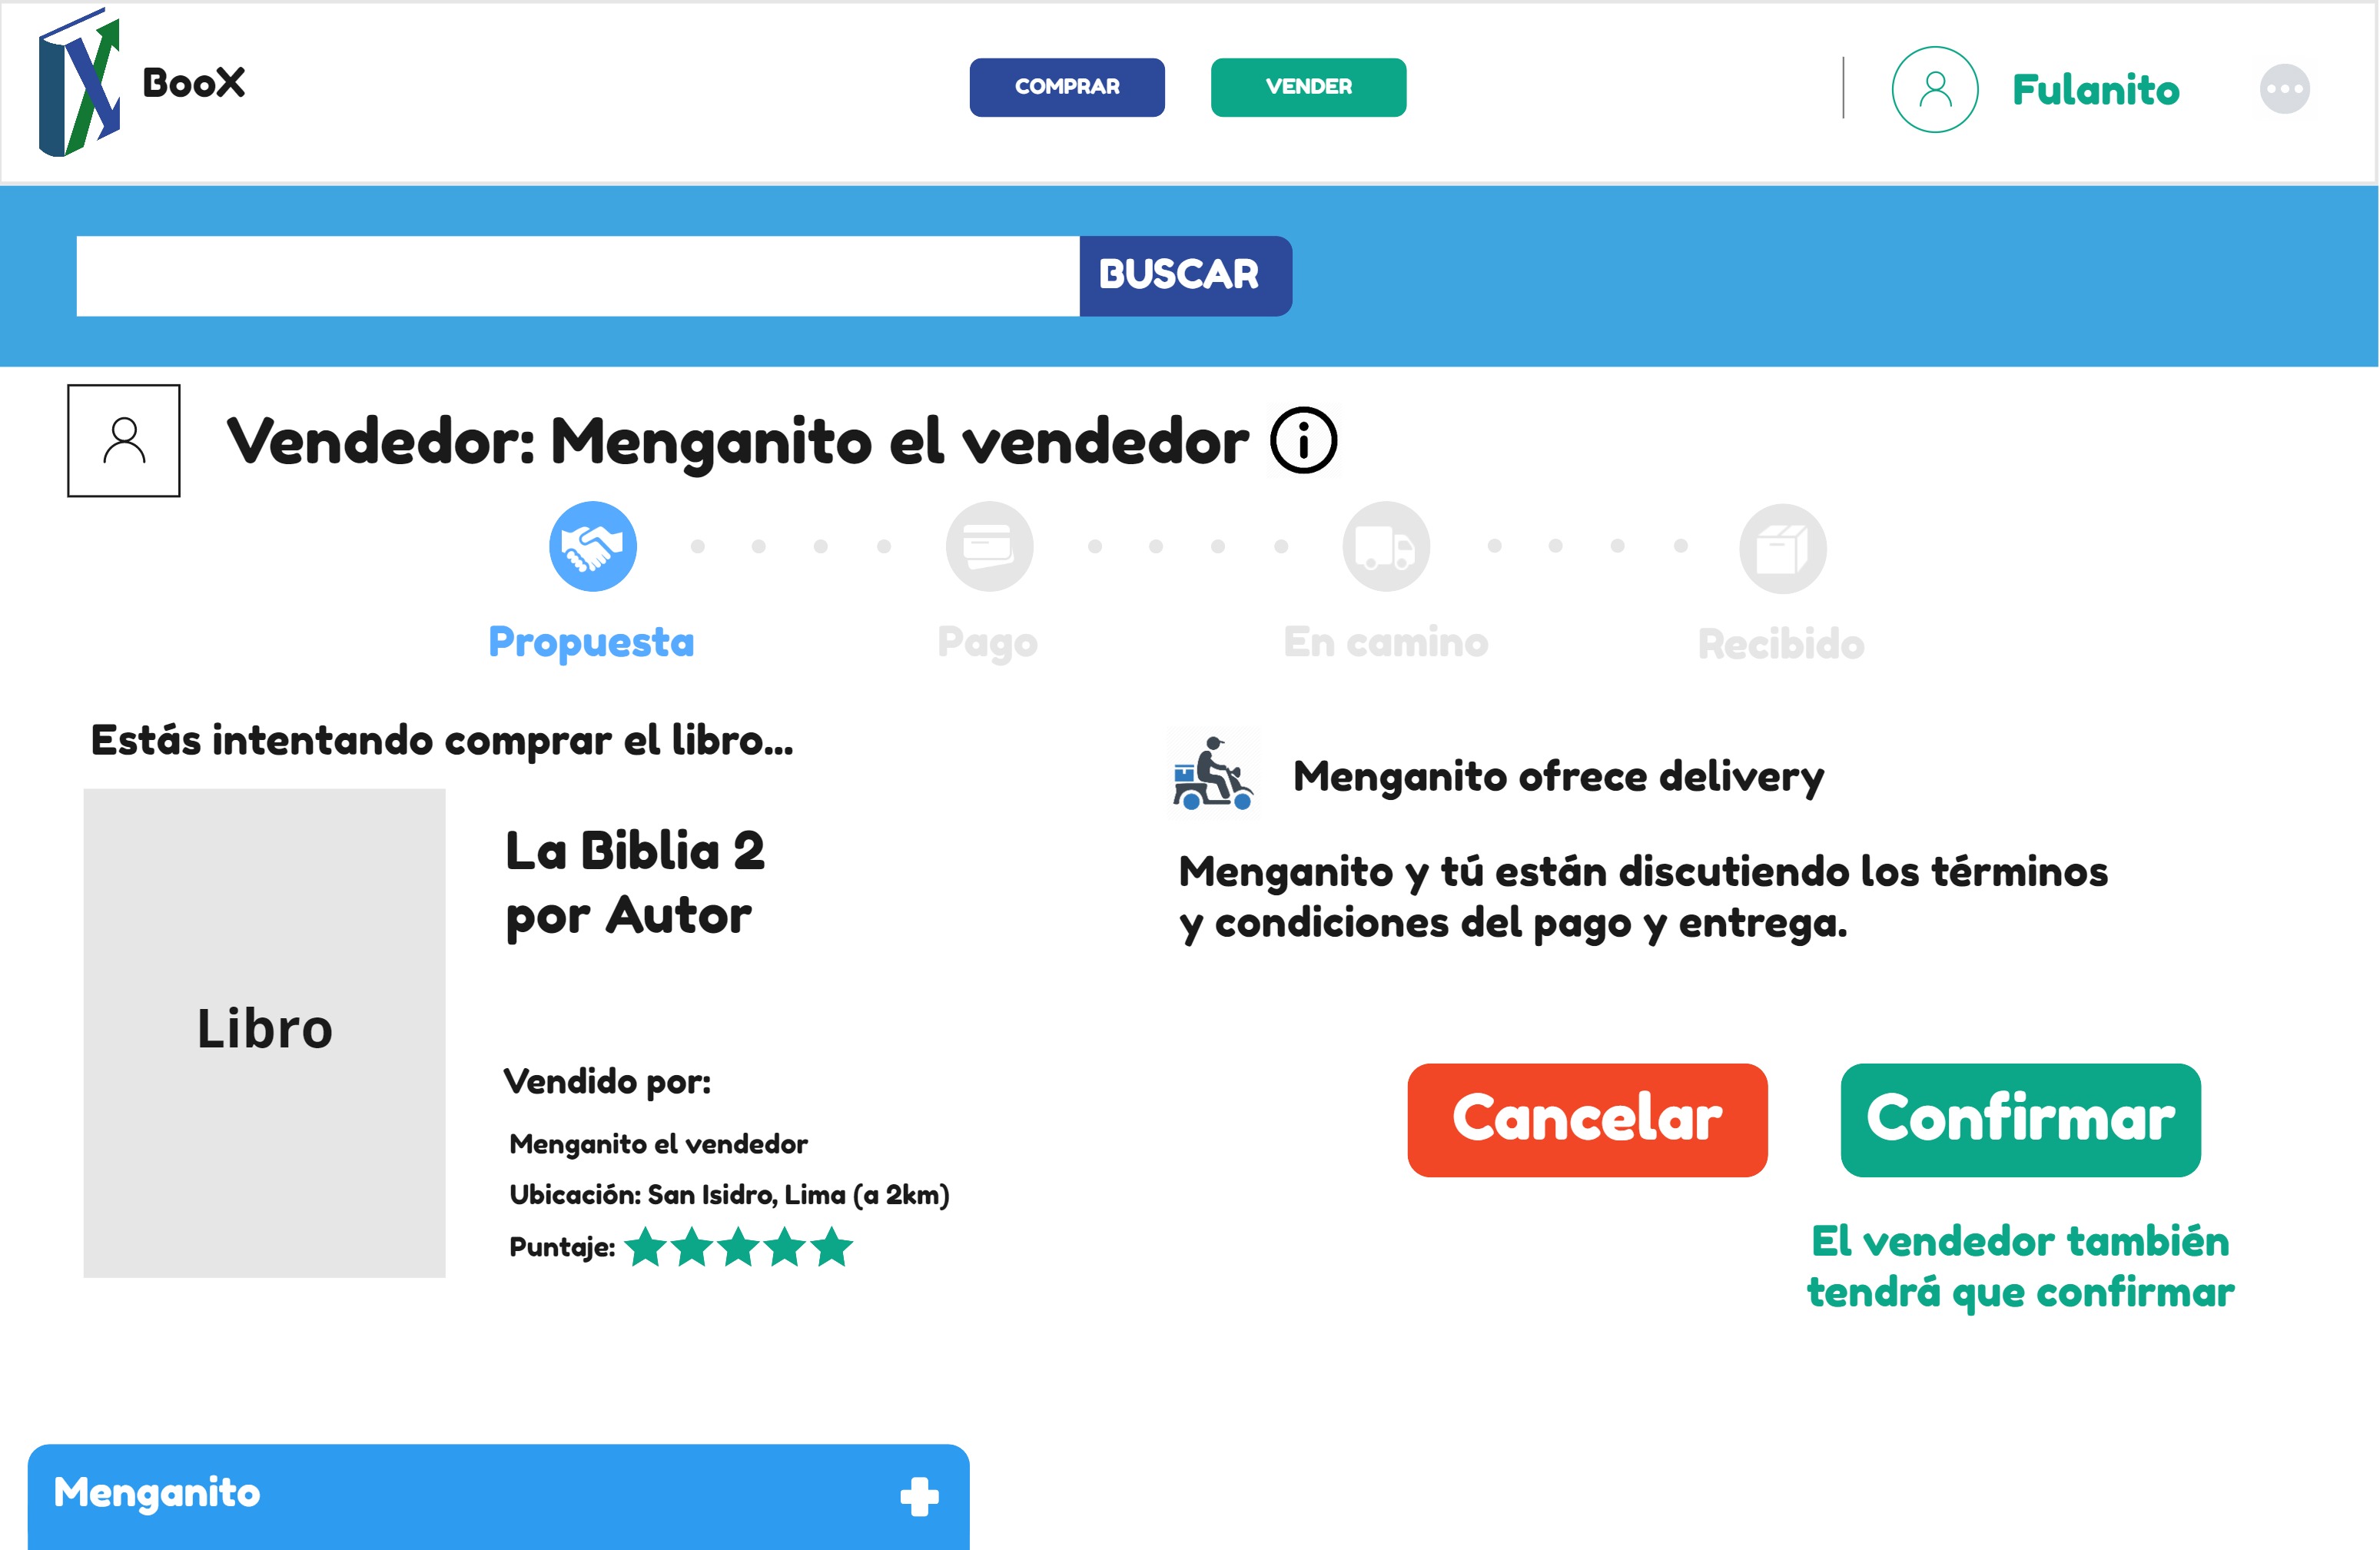 BooX
COMPRAR
VENDER
Fulanito
BUSCAR
Vendedor: Menganito el vendedor
Propuesta
Pago
En camino
Recibido
Estás intentando comprar el libro...
Libro
La Biblia 2
por Autor
Vendido por:
Menganito el vendedor
Ubicación: San Isidro, Lima (a 2km)
Puntaje:
Menganito ofrece delivery
Menganito y tú están discutiendo los términos
y condiciones del pago y entrega.
Cancelar
Confirmar
El vendedor también
tendrá que confirmar
Menganito